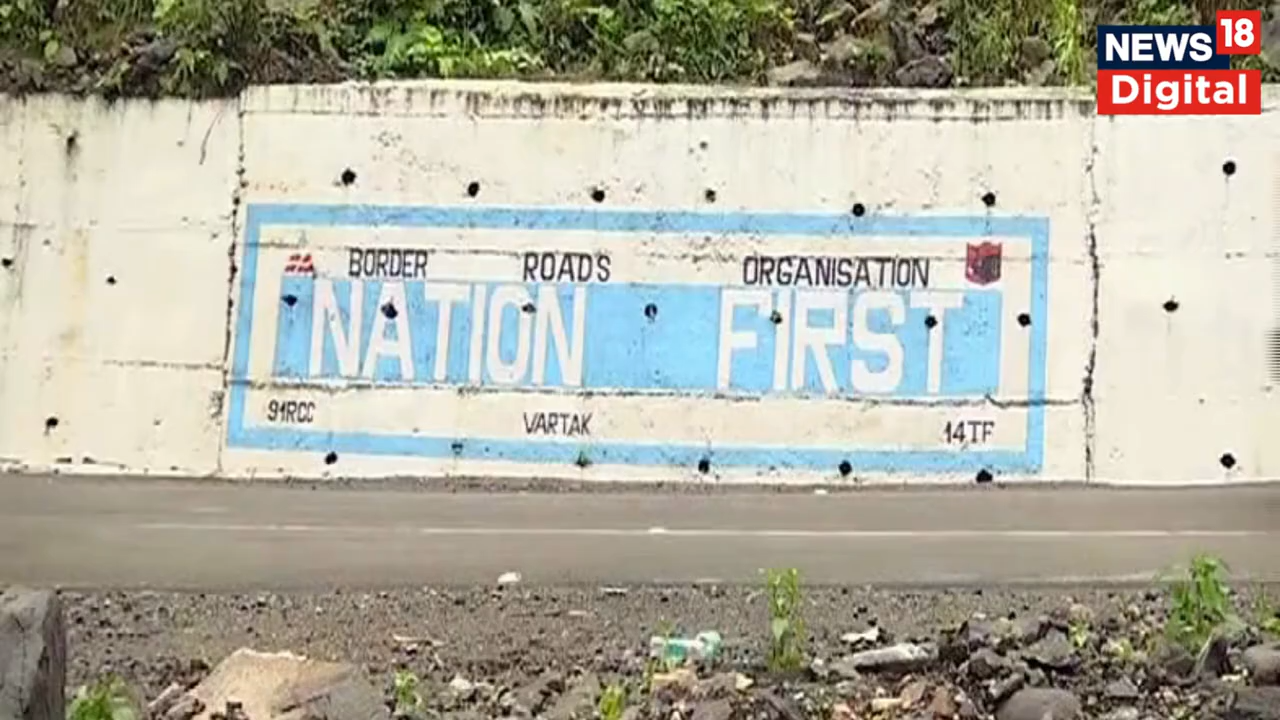 NEWS 18
Digital
BORDER ROADS ORGANISATION
NATION FIRST
91RCC VARTAK 14TF